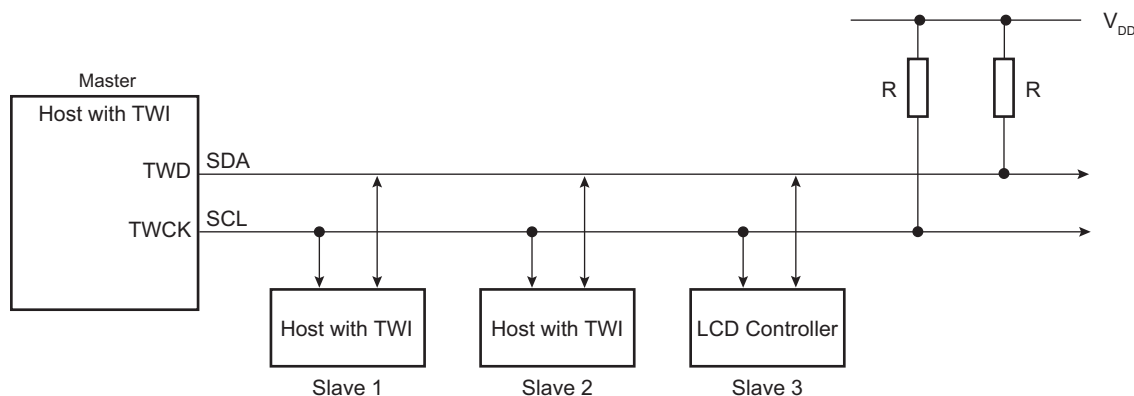 V_DD
Master
Host with TWI
R
R
TWD
SDA
TWCK
SCL
Host with TWI
Host with TWI
LCD Controller
Slave 1
Slave 2
Slave 3